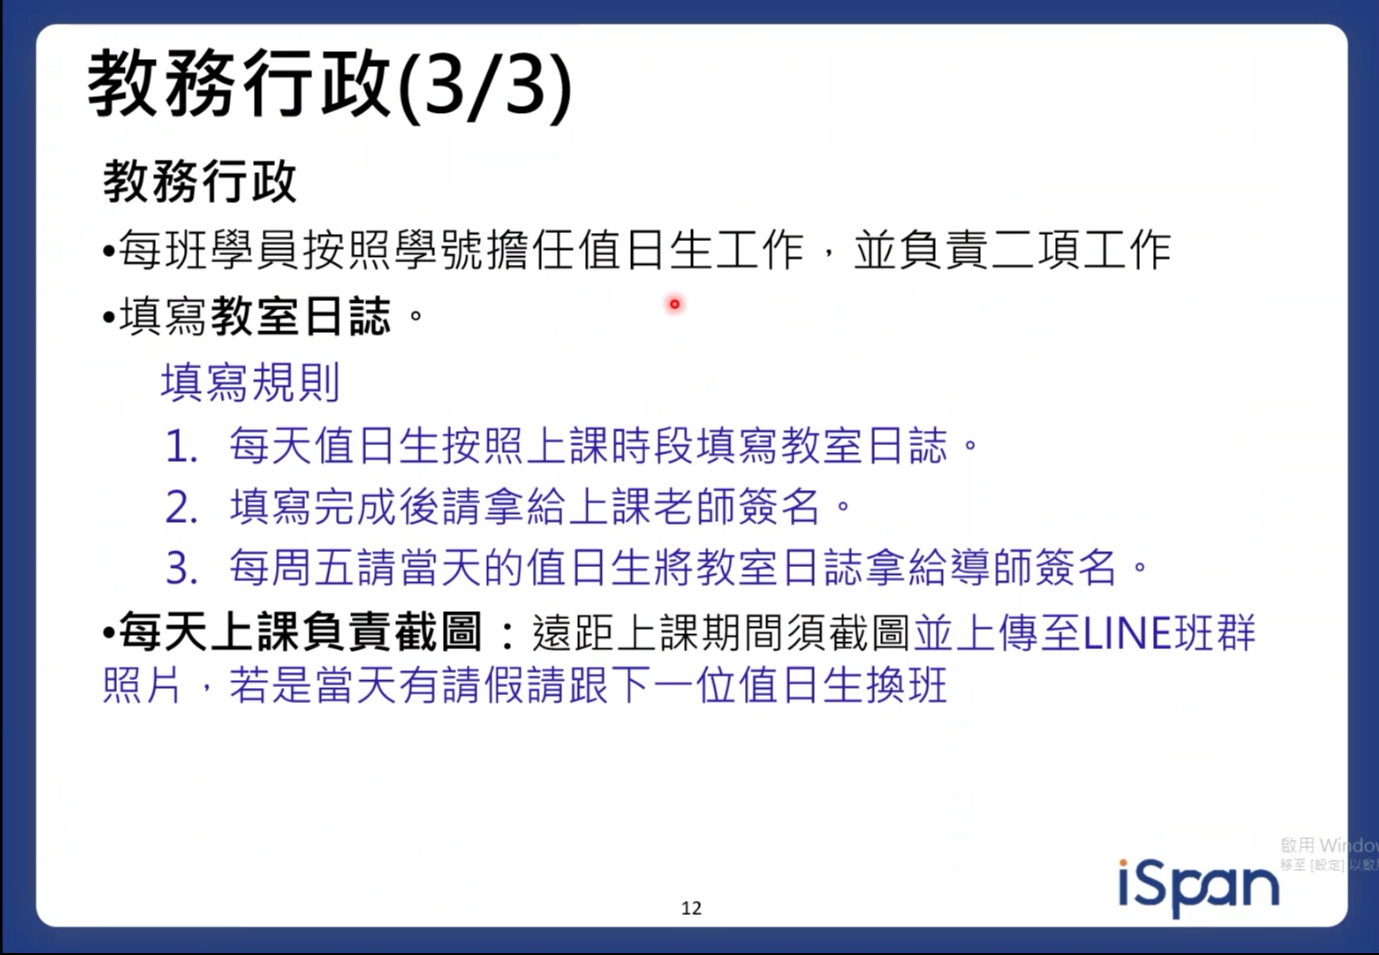 教務行政(3/3)
教務行政
•每班學員按照學號擔任值日生工作，並負責二項工作
•填寫教室日誌。
填寫規則
1. 每天值日生按照上課時段填寫教室日誌。
2. 填寫完成後請拿給上課老師簽名。
3. 每周五請當天的值日生將教室日誌拿給導師簽名。
•每天上課負責截圖：遠距上課期間須截圖並上傳至LINE班群
照片，若是當天有請假請跟下一位值日生換班
啟用 Window
移至 [設定] 以啟
iSpan
12